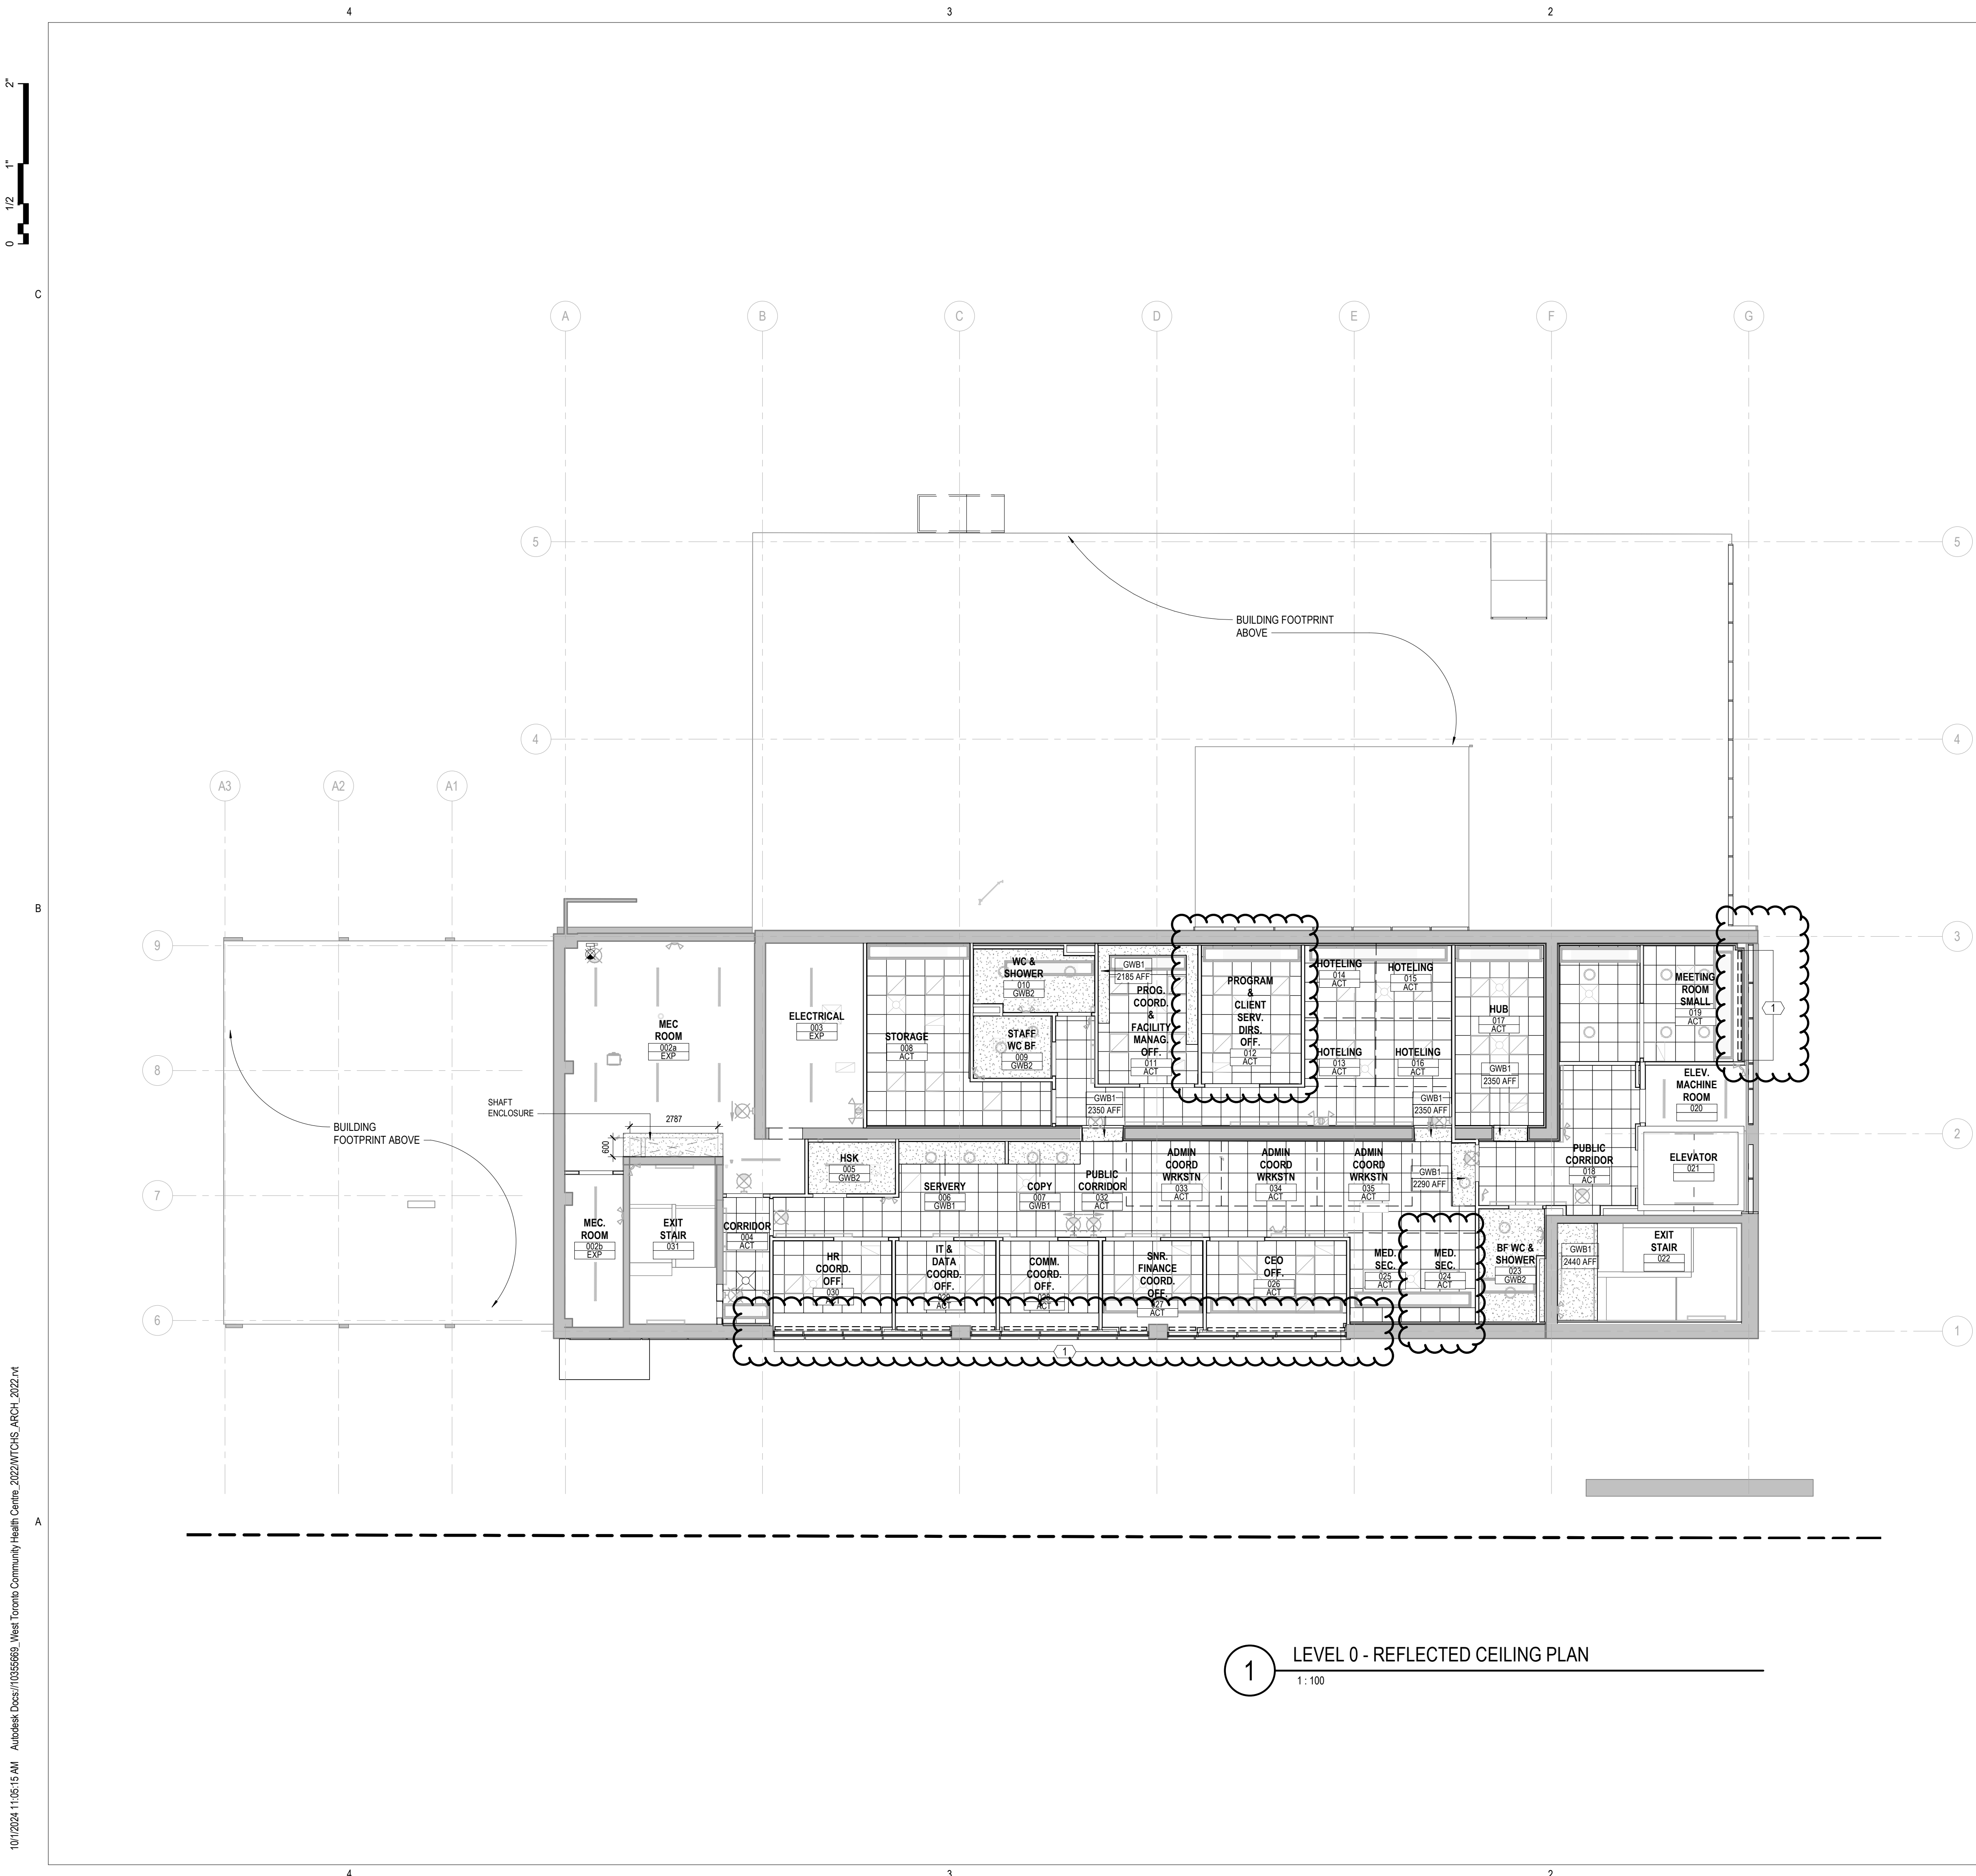 4
3
2
2"
1"
1/2
0
C
B
A
A
B
C
D
E
F
G
5
5
BUILDING FOOTPRINT
ABOVE
4
4
A3
A2
A1
9
3
8
2
7
6
1
BUILDING
FOOTPRINT ABOVE
SHAFT
ENCLOSURE
2787
600
MEC
ROOM
002a
EXP
MEC.
ROOM
002b
EXP
EXIT
STAIR
031
ELECTRICAL
003
EXP
STORAGE
008
ACT
WC &
SHOWER
010
GWB2
STAFF
WC BF
009
GWB2
GWB1
2185 AFF
PROG.
COORD.
&
FACILITY
MANAG.
OFF.
011
ACT
PROGRAM
&
CLIENT
SERV.
DIRS.
OFF.
012
ACT
HOTELING
014
ACT
HOTELING
015
ACT
HOTELING
013
ACT
HOTELING
016
ACT
HUB
017
ACT
GWB1
2350 AFF
MEETING
ROOM
SMALL
019
ACT
1
ELEV.
MACHINE
ROOM
020
ELEVATOR
021
PUBLIC
CORRIDOR
018
ACT
GWB1
2350 AFF
GWB1
2350 AFF
HSK
005
GWB2
SERVERY
006
GWB1
COPY
007
GWB1
PUBLIC
CORRIDOR
032
ACT
ADMIN
COORD
WRKSTN
033
ACT
ADMIN
COORD
WRKSTN
034
ACT
ADMIN
COORD
WRKSTN
035
ACT
GWB1
2290 AFF
CORRIDOR
004
ACT
HR
COORD.
OFF.
030
ACT
IT &
DATA
COORD.
OFF.
029
ACT
COMM.
COORD.
OFF.
028
ACT
SNR.
FINANCE
COORD.
OFF.
027
ACT
CEO
OFF.
026
ACT
MED.
SEC.
025
ACT
MED.
SEC.
024
ACT
BF WC &
SHOWER
023
GWB2
GWB1
2440 AFF
EXIT
STAIR
022
1
1
LEVEL 0 - REFLECTED CEILING PLAN
1 : 100
10/1/2024 11:05:15 AM Autodesk Docs://10355669_West Toronto Community Health Centre_2022/WTCHS_ARCH_2022.rvt
4
3
2